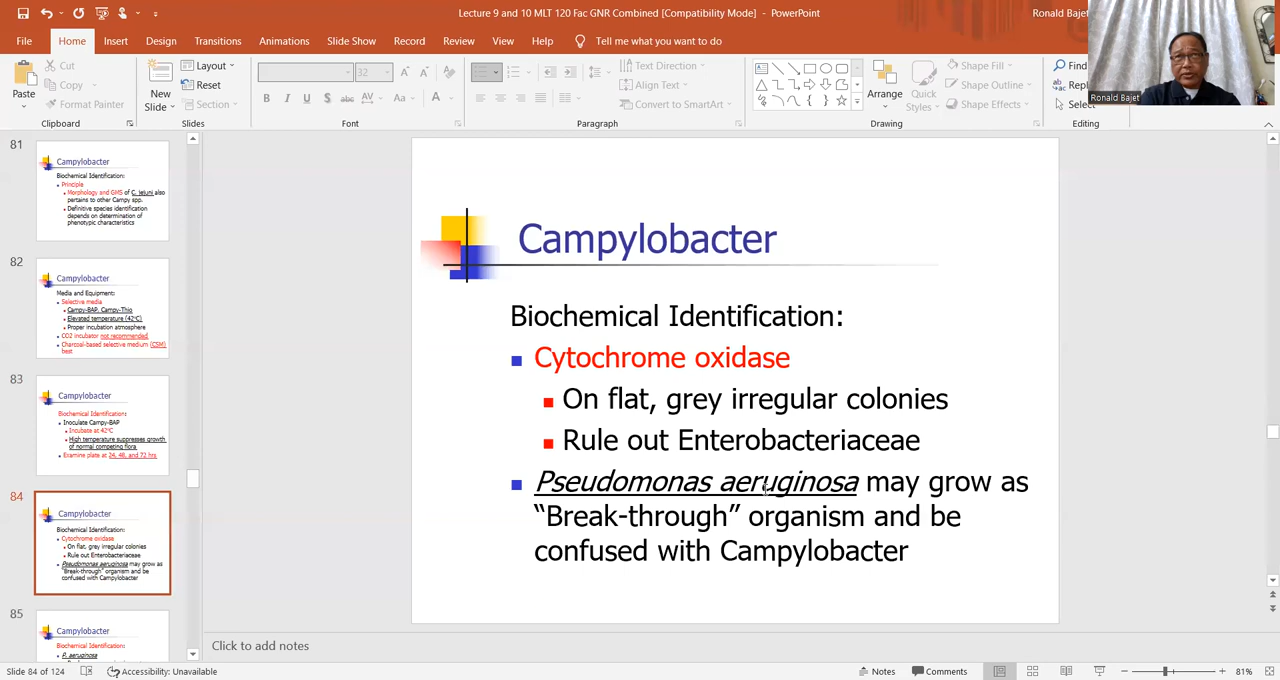 Lecture 9 and 10 MLT 120 Fac GNR Combined [Compatibility Mode] - PowerPoint
Ronald Bajet
File Home Insert Design Transitions Animations Slide Show Record Review View Help Tell me what you want to do
Paste
Cut
Copy
Format Painter
Clipboard
New
Slide
Layout
Reset
Section
Slides
32
Font
Text Direction
Align Text
Convert to SmartArt
Paragraph
Arrange
Quick
Styles
Shape Fill
Shape Outline
Shape Effects
Drawing
Find
Repl
Select
Editing
Ronald Bajet
81
Campylobacter
Biochemical Identification:
Principle
Morphology and GMS of C. jejuni also
pertains to other Campy spp.
Definitive species identification
depends on determination of
phenotypic characteristics
82
Campylobacter
Media and Equipment:
Selective media
Campy-BAP, Campy-Thio
Elevated temperature (42°C)
Proper incubation atmosphere
CO2 incubator not recommended
Charcoal-based selective medium (CSM)
best
83
Campylobacter
Biochemical Identifications
Inoculate Campy-BAP
Incubate at 42°C
High temperature suppresses growth
of normal competing flora
Examine plate at 24, 48, and 72 hrs
84
Campylobacter
Biochemical Identification:
Cytochrome oxidase
On flat, grey irregular colonies
Rule out Enterobacteriaceae
Pseudomonas aeruginosa may grow as
"Break-through" organism and be
confused with Campylobacter
85
Campylobacter
Biochemical Identification:
P. aeruginosa
Campylobacter
Biochemical Identification:
Cytochrome oxidase
On flat, grey irregular colonies
Rule out Enterobacteriaceae
Pseudomonas aeruginosa may grow as
“Break-through” organism and be
confused with Campylobacter
Click to add notes
Slide 84 of 124
Accessibility: Unavailable
Notes
Comments
81%